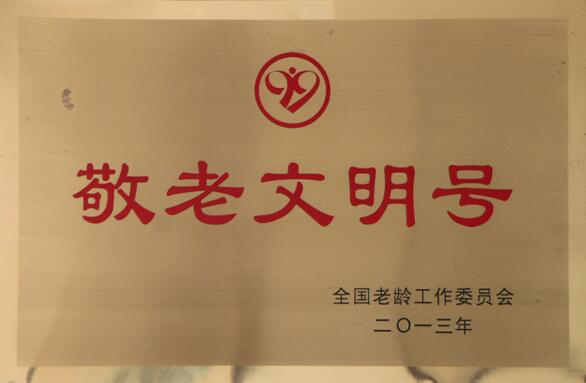 敬老文明号
全国老龄工作委员会
二〇一三年